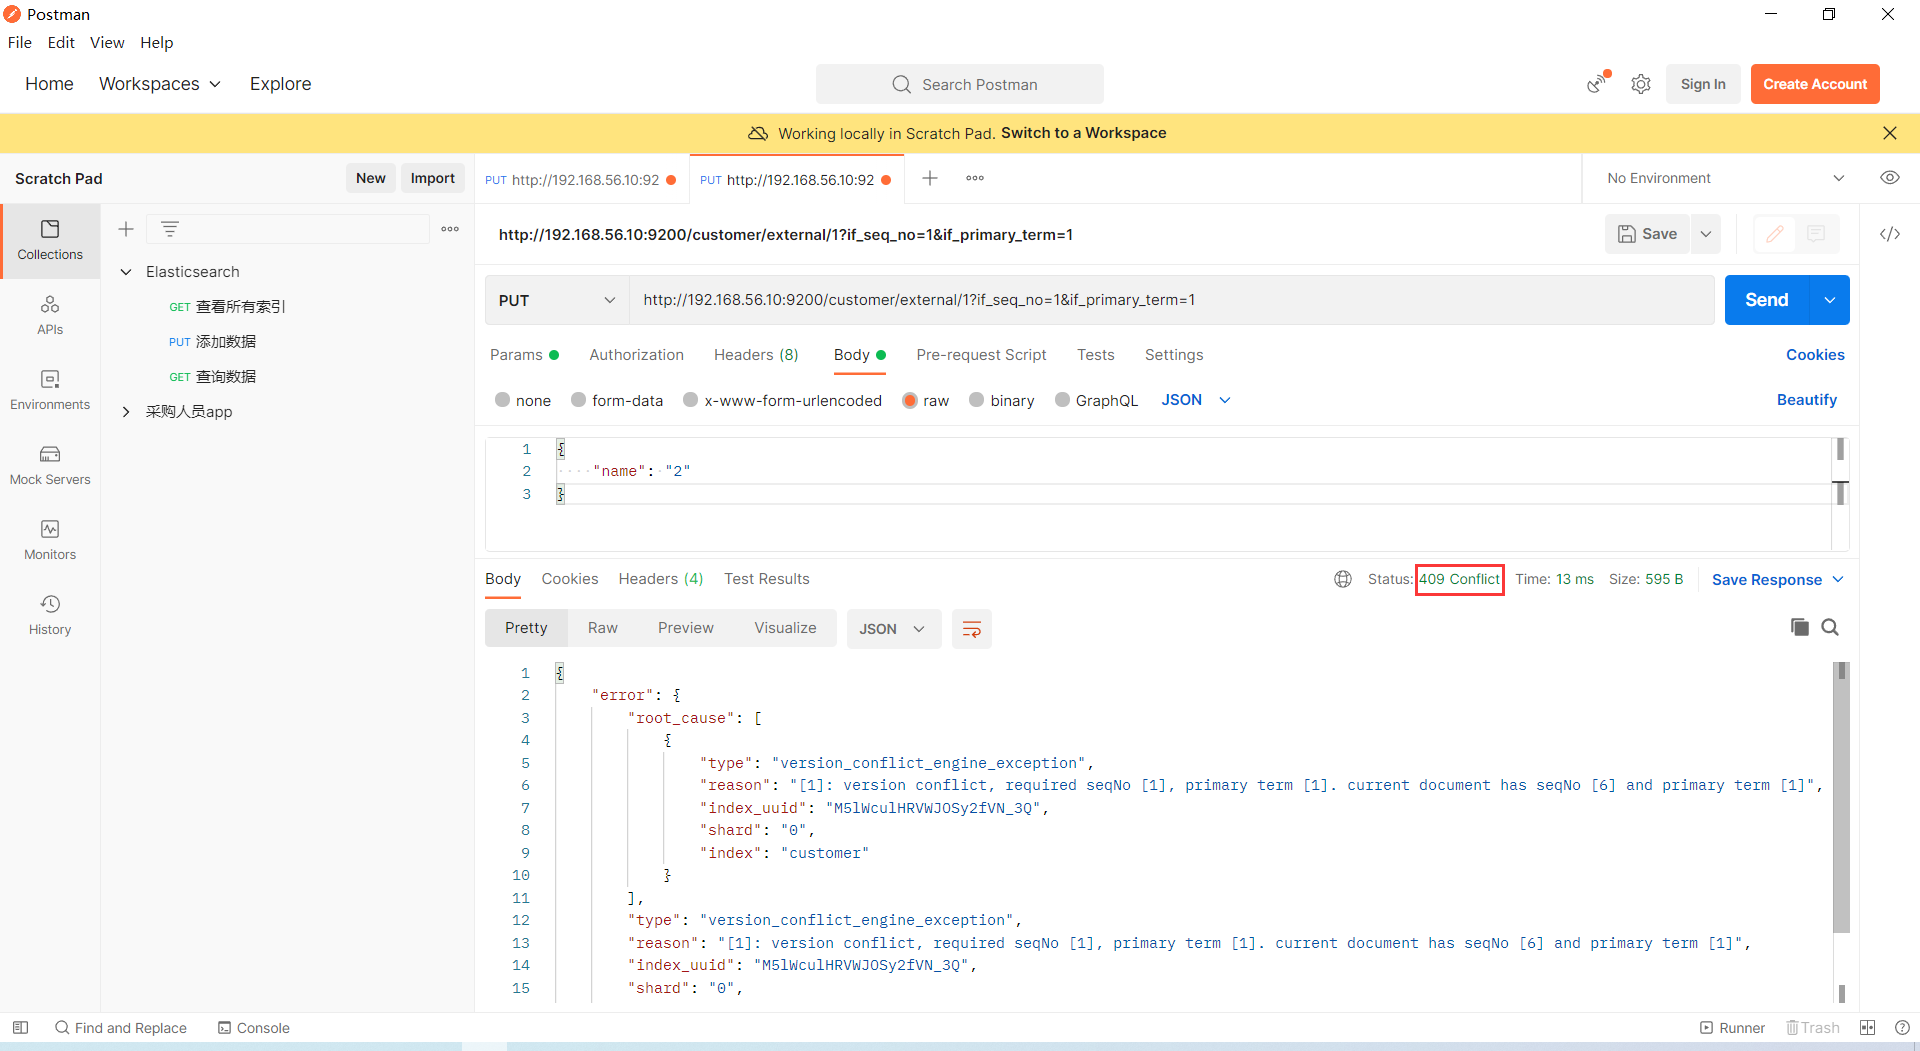 Postman
File Edit View Help
Home Workspaces Explore
Search Postman
Sign In
Create Account
Working locally in Scratch Pad. Switch to a Workspace
Scratch Pad
New
Import
PUT http://192.168.56.10:92
PUT http://192.168.56.10:92
No Environment
Collections
APIs
Environments
Mock Servers
Monitors
History
Elasticsearch
GET 查看所有索引
PUT 添加数据
GET 查询数据
采购人员app
http://192.168.56.10:9200/customer/external/1?if_seq_no=1&if_primary_term=1
Save
PUT
http://192.168.56.10:9200/customer/external/1?if_seq_no=1&if_primary_term=1
Send
Params Authorization Headers (8) Body Pre-request Script Tests Settings
Cookies
none form-data x-www-form-urlencoded raw binary GraphQL JSON
Beautify
1 {
2 "name": "2"
3 }
Body Cookies Headers (4) Test Results
Status: 409 Conflict Time: 13 ms Size: 595 B Save Response
Pretty Raw Preview Visualize JSON
1 {
2 "error": {
3 "root_cause": [
4 {
5 "type": "version_conflict_engine_exception",
6 "reason": "[1]: version conflict, required seqNo [1], primary term [1]. current document has seqNo [6] and primary term [1]",
7 "index_uuid": "M5lWculHRVWJOSy2fVN_3Q",
8 "shard": "0",
9 "index": "customer"
10 }
11 ],
12 "type": "version_conflict_engine_exception",
13 "reason": "[1]: version conflict, required seqNo [1], primary term [1]. current document has seqNo [6] and primary term [1]",
14 "index_uuid": "M5lWculHRVWJOSy2fVN_3Q",
15 "shard": "0",
Find and Replace
Console
Runner
Trash